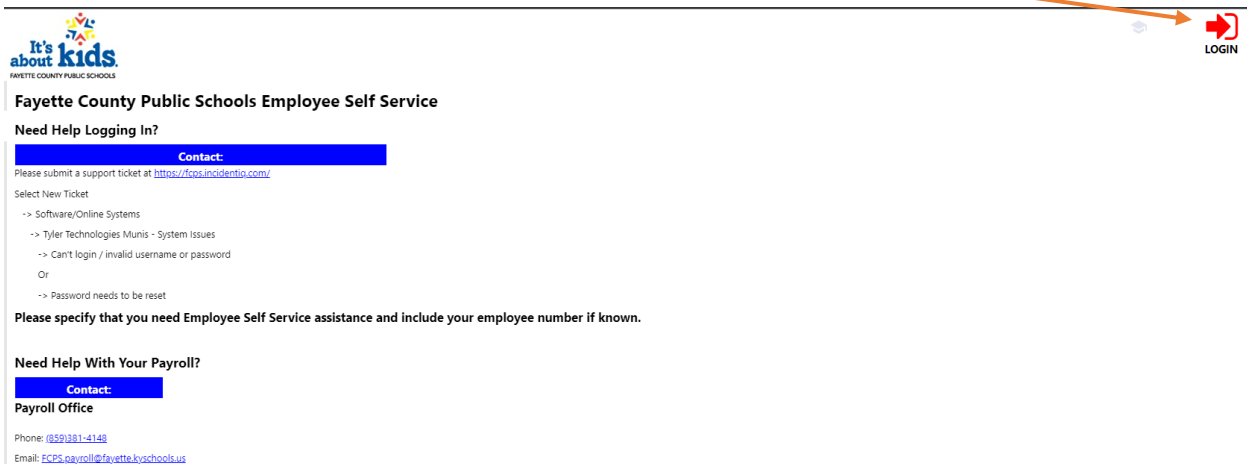 It's
about kids.
FAYETTE COUNTY PUBLIC SCHOOLS
LOGIN
Fayette County Public Schools Employee Self Service
Need Help Logging In?
Contact:
Please submit a support ticket at https://fcps.incidentiq.com/
Select New Ticket
-> Software/Online Systems
-> Tyler Technologies Munis - System Issues
-> Can't login / invalid username or password
Or
-> Password needs to be reset
Please specify that you need Employee Self Service assistance and include your employee number if known.
Need Help With Your Payroll?
Contact:
Payroll Office
Phone: (859)381-4148
Email: FCPS.payroll@fayette.kyschools.us